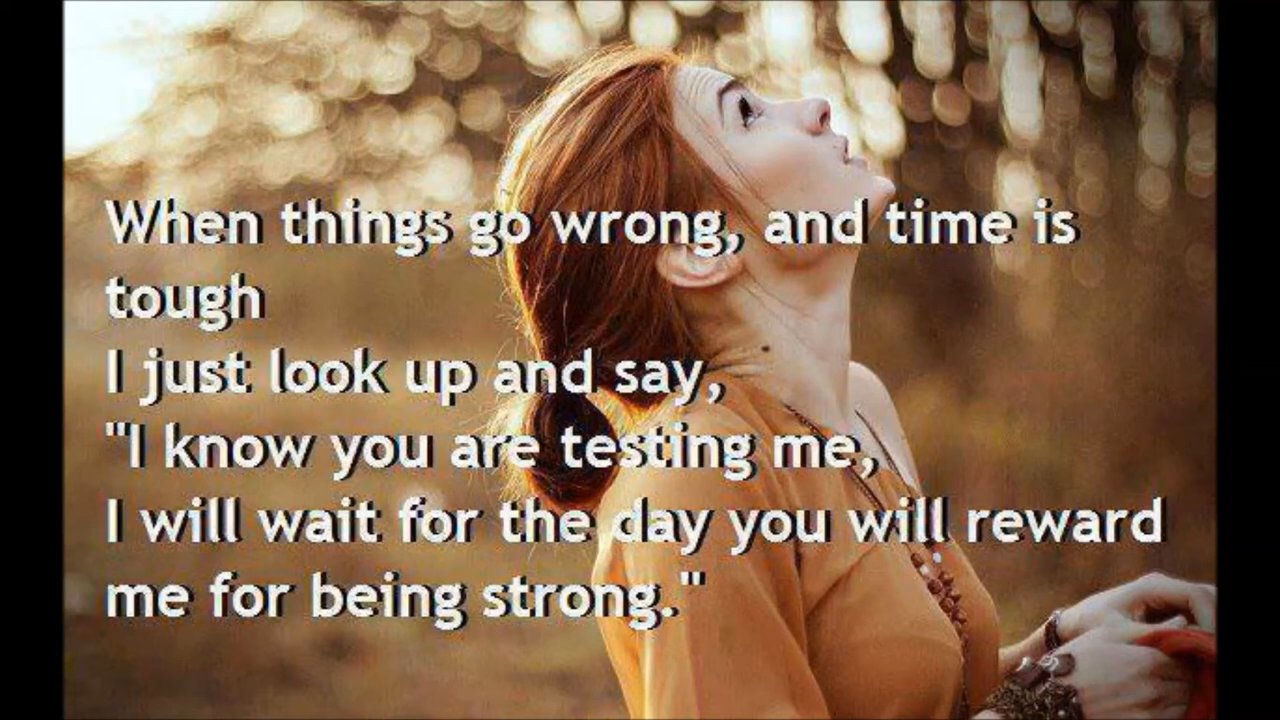 When things go wrong, and time is
tough
I just look up and say,
"I know you are testing me,
I will wait for the day you will reward
me for being strong."